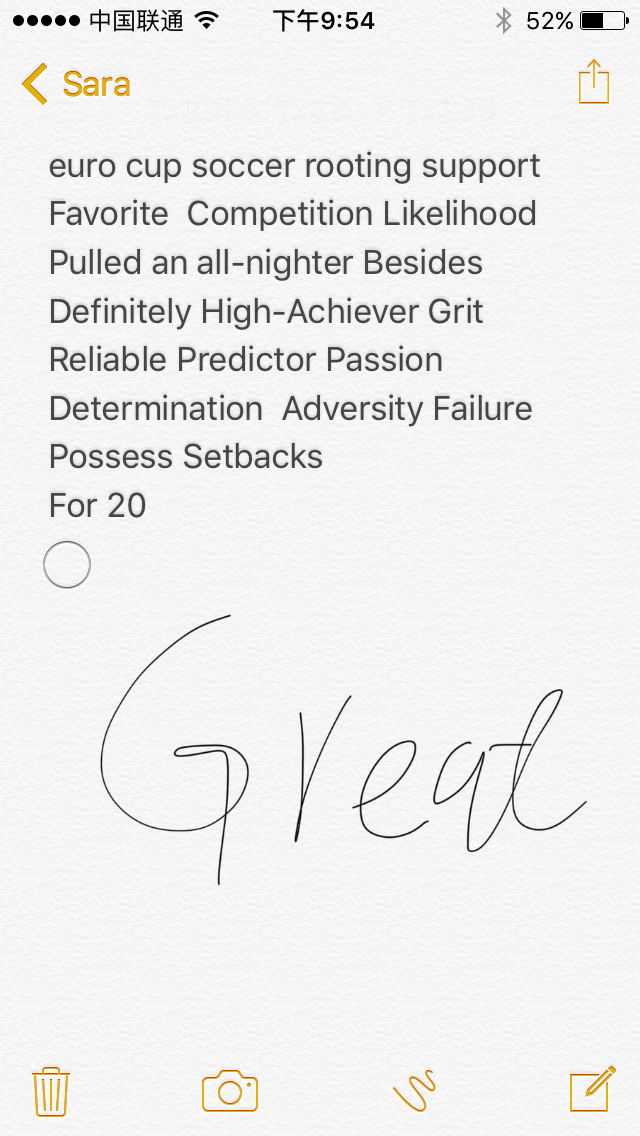 中国联通 下午9:54 52%
Sara
euro cup soccer rooting support
Favorite  Competition Likelihood
Pulled an all-nighter Besides
Definitely High-Achiever Grit
Reliable Predictor Passion
Determination  Adversity Failure
Possess Setbacks
For 20
Great